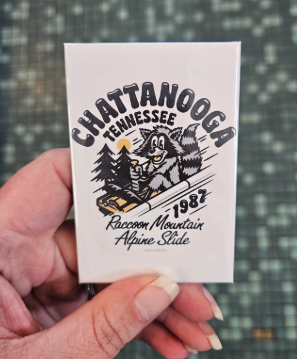 CHATTANOOGA
TENNESSEE
1987
Raccoon Mountain
Alpine Slide